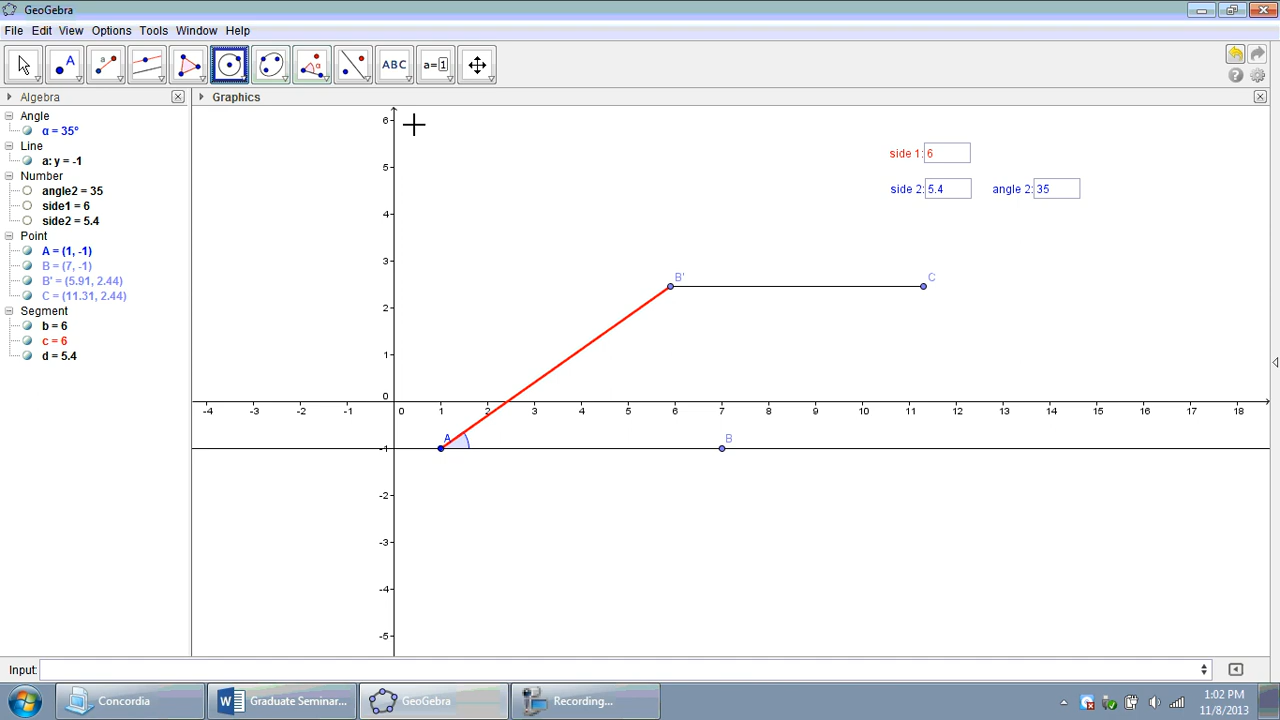 GeoGebra
File Edit View Options Tools Window Help
A a α ABC a=1
Algebra
Graphics
Angle
α = 35°
Line
a: y = -1
Number
angle2 = 35
side1 = 6
side2 = 5.4
Point
A = (1, -1)
B = (7, -1)
B' = (5.91, 2.44)
C = (11.31, 2.44)
Segment
b = 6
c = 6
d = 5.4
side 1: 6
side 2: 5.4 angle 2: 35
6
5
4
3
2
1
0
-4 -3 -2 -1 0 1 2 3 4 5 6 7 8 9 10 11 12 13 14 15 16 17 18
-1
-2
-3
-4
-5
B' C
A B
Input:
Concordia
Graduate Seminar...
GeoGebra
Recording...
1:02 PM
11/8/2013